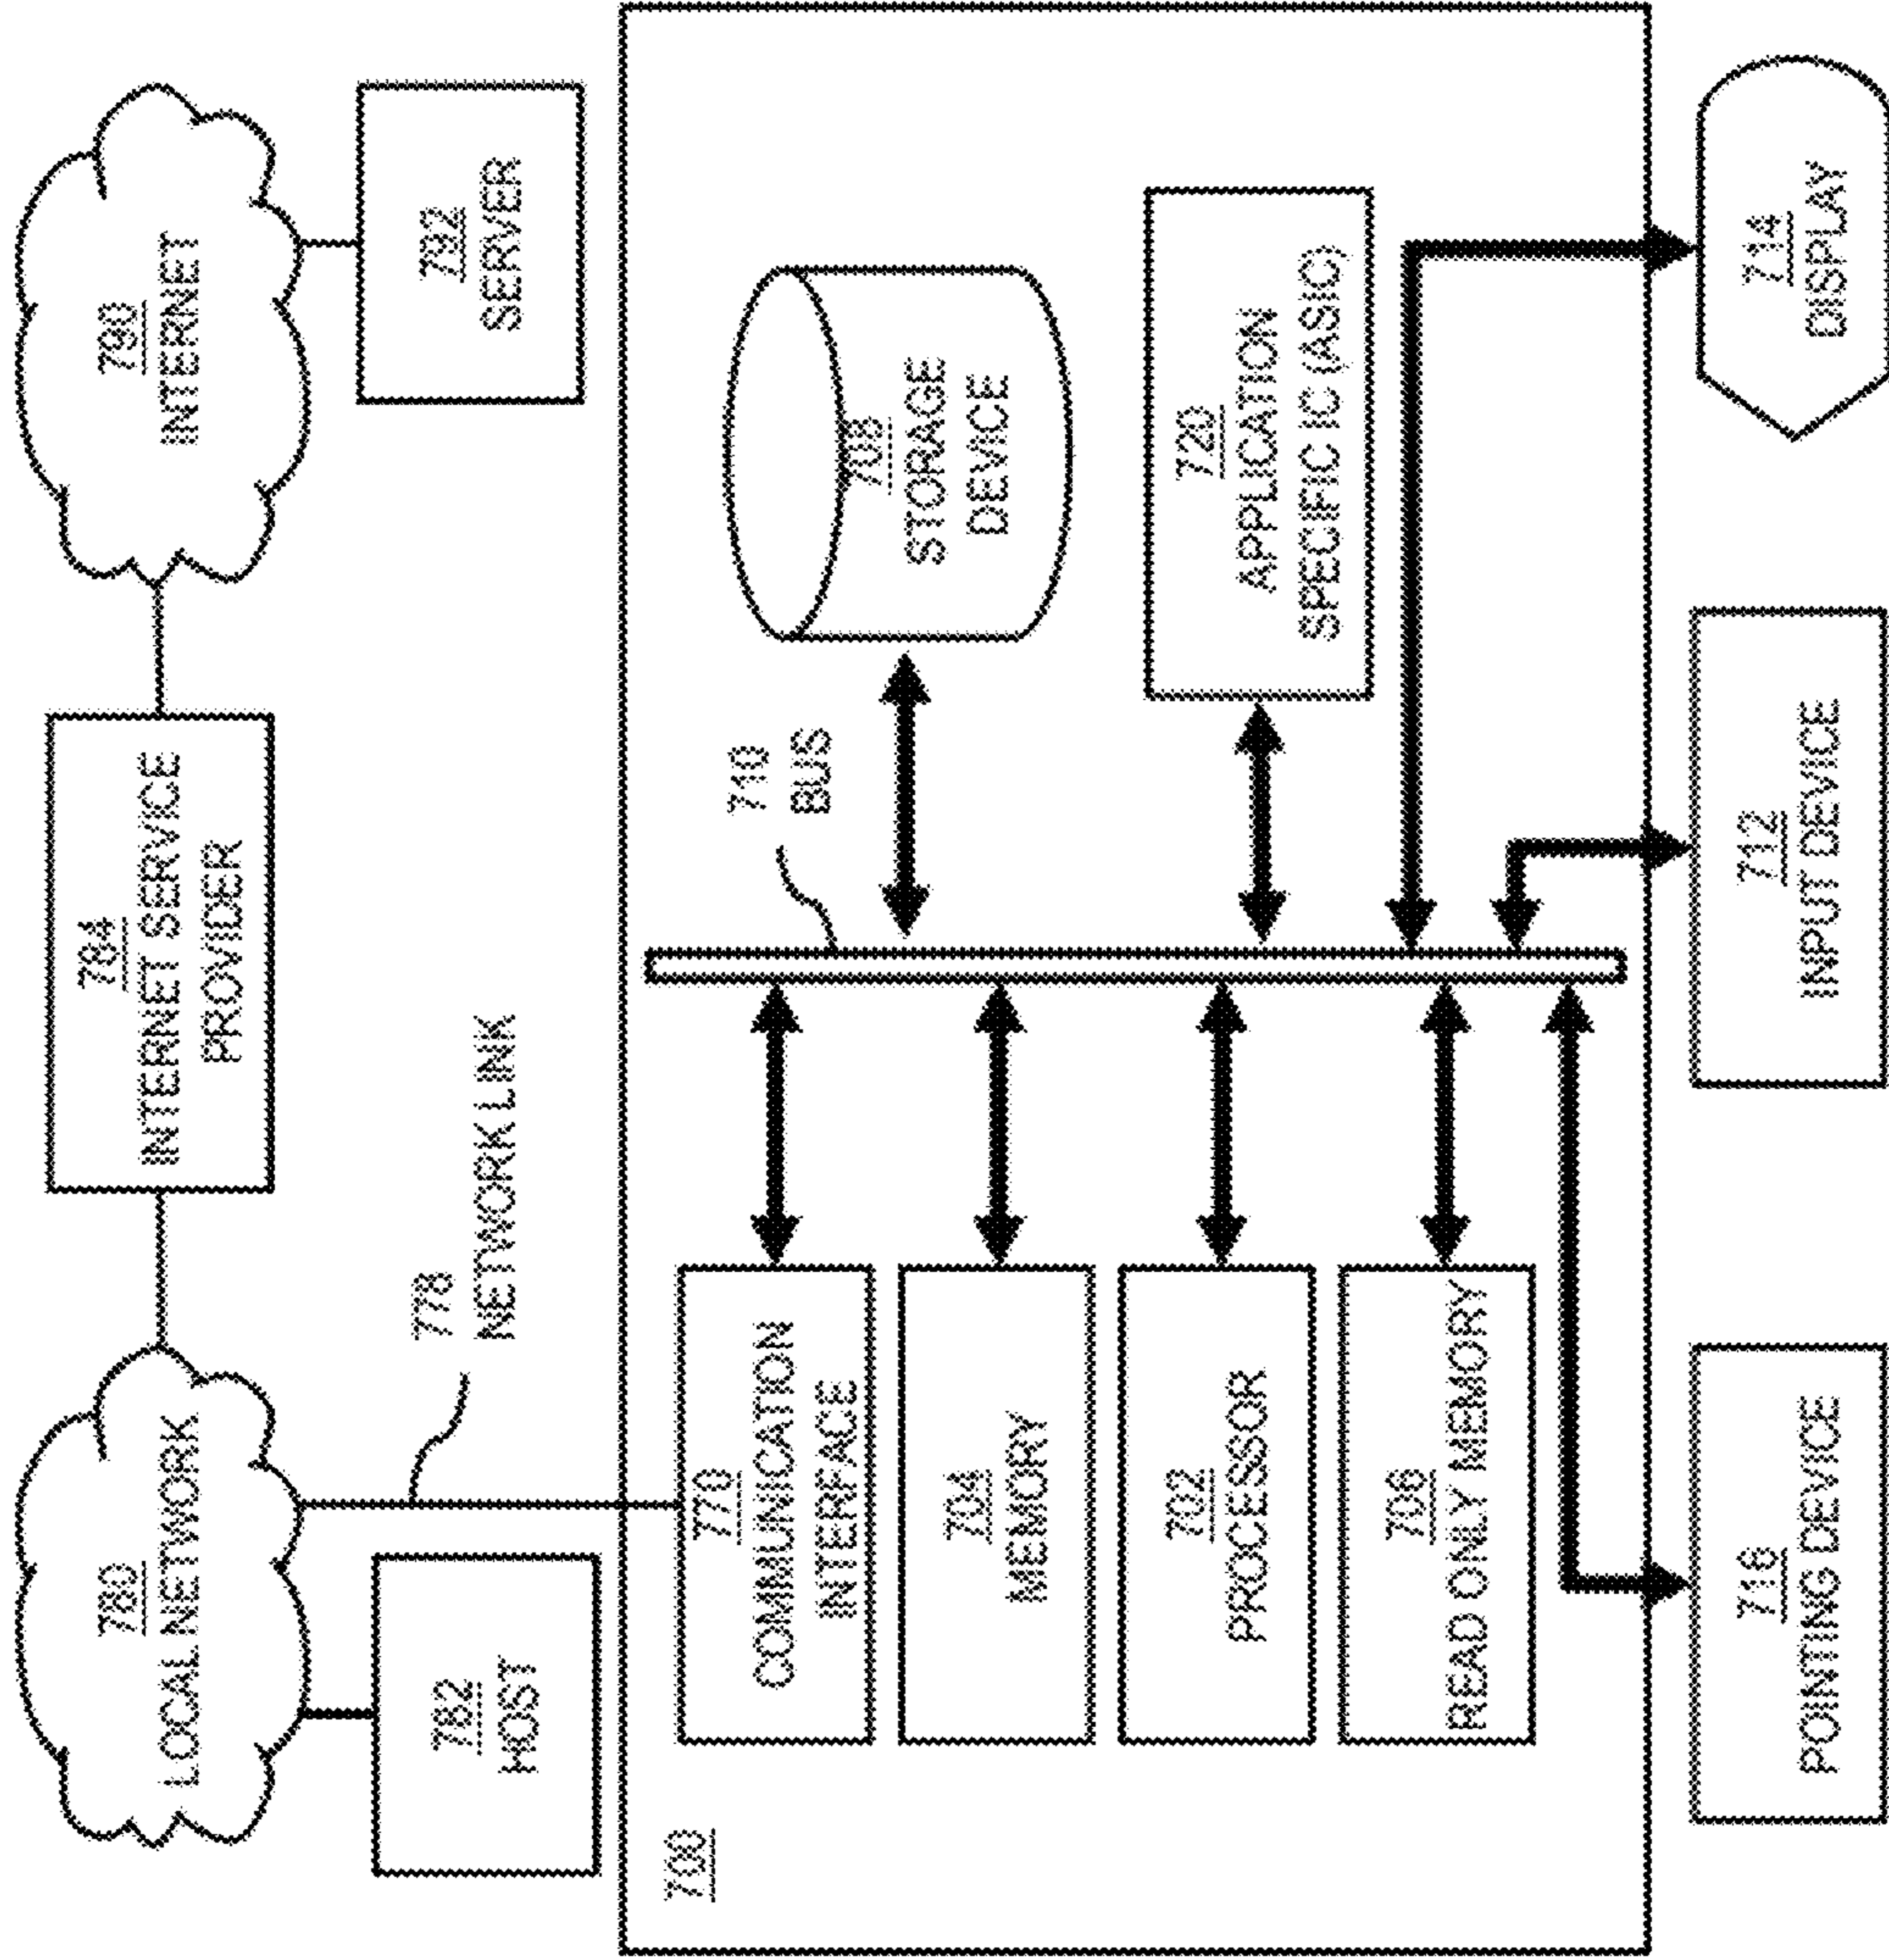 780
LOCAL NETWORK
784
INTERNET SERVICE
PROVIDER
790
INTERNET
782
HOST
778
NETWORK LINK
792
SERVER
700
770
COMMUNICATION
INTERFACE
710
BUS
708
STORAGE
DEVICE
704
MEMORY
702
PROCESSOR
720
APPLICATION
SPECIFIC IC (ASIC)
706
READ ONLY MEMORY
716
POINTING DEVICE
712
INPUT DEVICE
714
DISPLAY